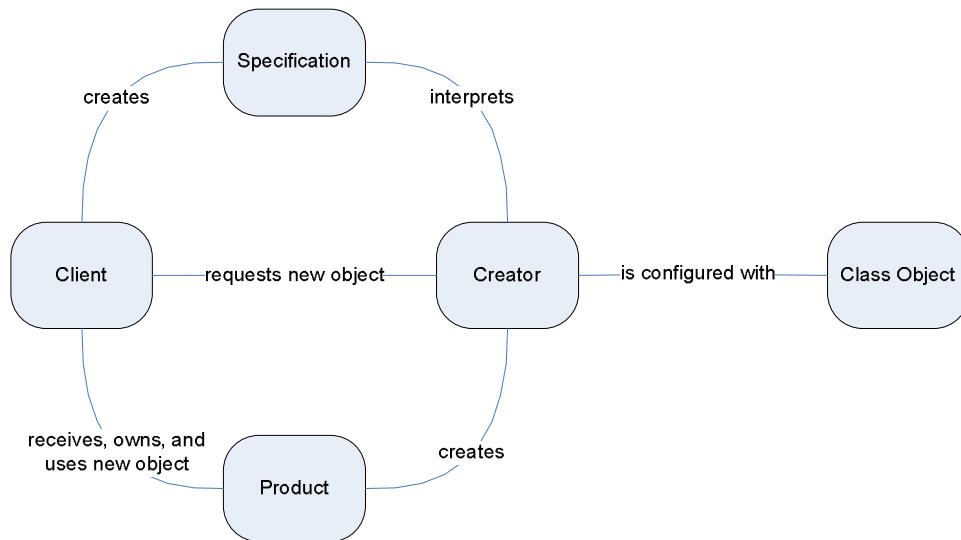 Specification
creates
interprets
Client
requests new object
Creator
is configured with
Class Object
receives, owns, and
uses new object
creates
Product